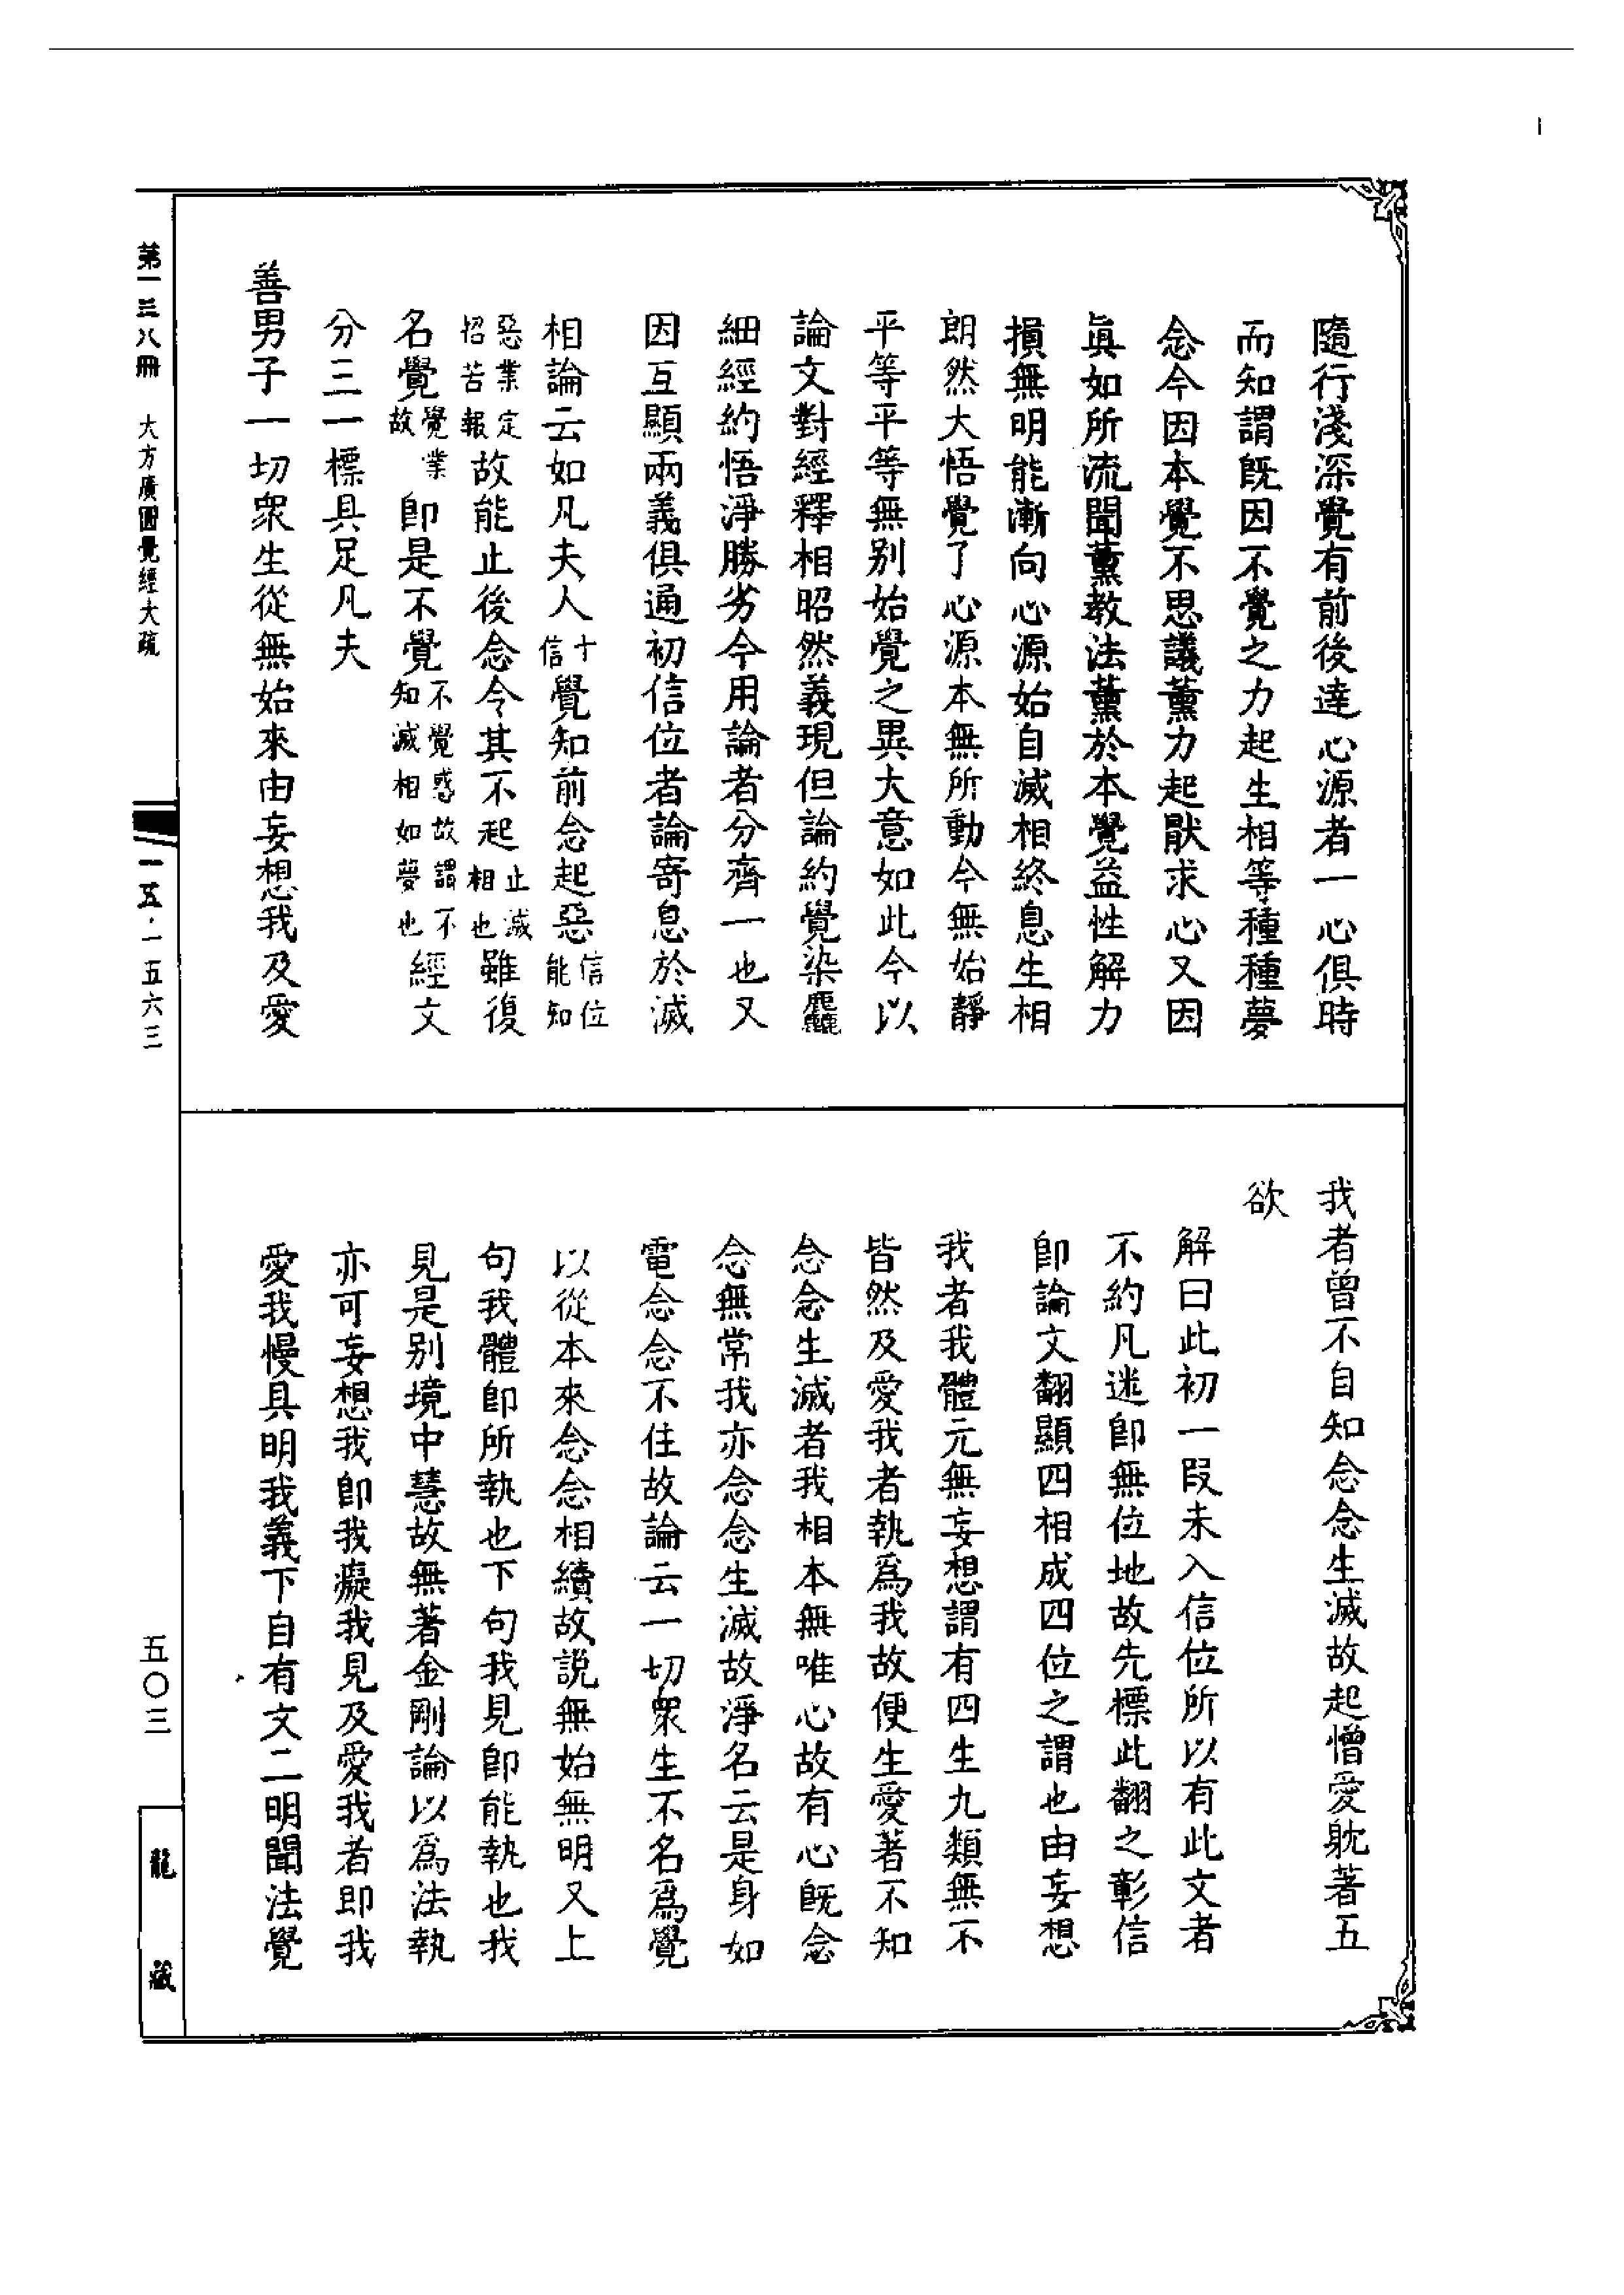 隨行淺深覺有前後達心源者一心俱時
而知謂旣因不覺之力起生相等種種夢
念今因本覺不思議薰力起猒求心又因
眞如所流聞薰教法薰於本覺益性解力
損無明能漸向心源始自滅相終息生相
朗然大悟覺了心源本無所動今無始靜
平等平等無别始覺之異大意如此今以
論文對經釋相昭然義現但論約覺染麤
細經約悟淨勝劣今用論者分齊一也又
因互顯兩義俱通初信位者論寄息於滅
相論云如凡夫人十信覺知前念起惡信位能知
惡業定招苦報故能止後念令其不起止滅相也雖復
名覺覺業故卽是不覺不覺惑故謂不知滅相如夢也經文
分三一標具足凡夫
善男子一切衆生從無始來由妄想我及愛
我者曾不自知念念生滅故起憎愛躭著五
欲
解曰此初一段未入信位所以有此文者
不約凡迷卽無位地故先標此翻之彰信
卽論文翻顯四相成四位之謂也由妄想
我者我體元無妄想謂有四生九類無不
皆然及愛我者執爲我故便生愛著不知
念念生滅者我相本無唯心故有心旣念
念無常我亦念念生滅故淨名云是身如
電念念不住故論云一切衆生不名爲覺
以從本來念念相續故說無始無明又上
句我體卽所執也下句我見卽能執也我
見是别境中慧故無著金剛論以爲法執
亦可妄想我卽我癡我見及愛我者即我
愛我慢具明我義下自有文二明聞法覺
第一三八冊　大方廣圓覺經大疏
一五·一五六三
五〇三
龍藏